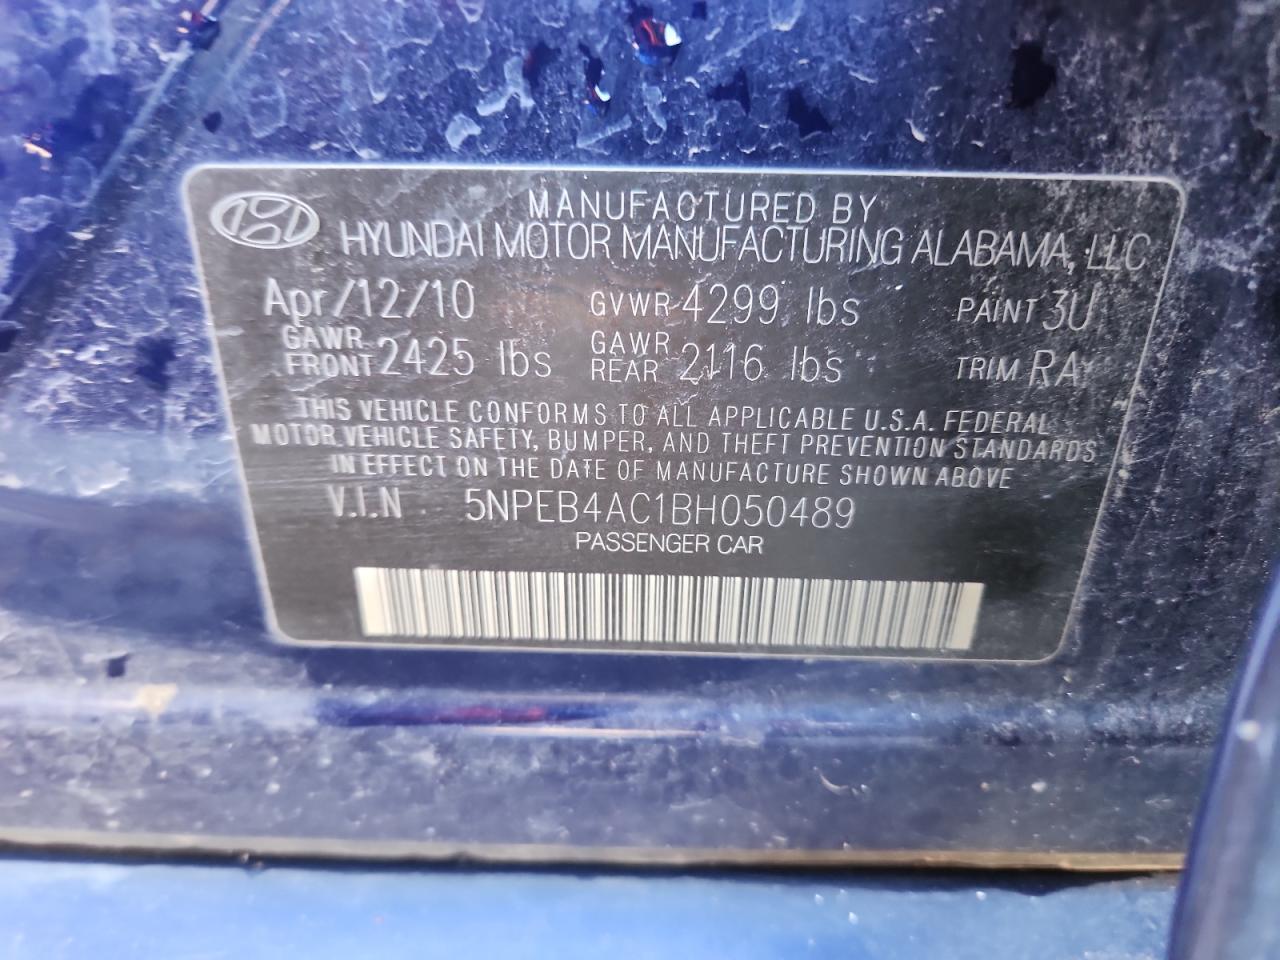 MANUFACTURED BY
HYUNDAI MOTOR MANUFACTURING ALABAMA, LLC
Apr/12/10 GVWR 4299 lbs PAINT 3U
GAWR FRONT 2425 lbs GAWR REAR 2116 lbs TRIM RAY
THIS VEHICLE CONFORMS TO ALL APPLICABLE U.S.A. FEDERAL
MOTOR VEHICLE SAFETY, BUMPER, AND THEFT PREVENTION STANDARDS
IN EFFECT ON THE DATE OF MANUFACTURE SHOWN ABOVE
V.I.N 5NPEB4AC1BH050489
PASSENGER CAR